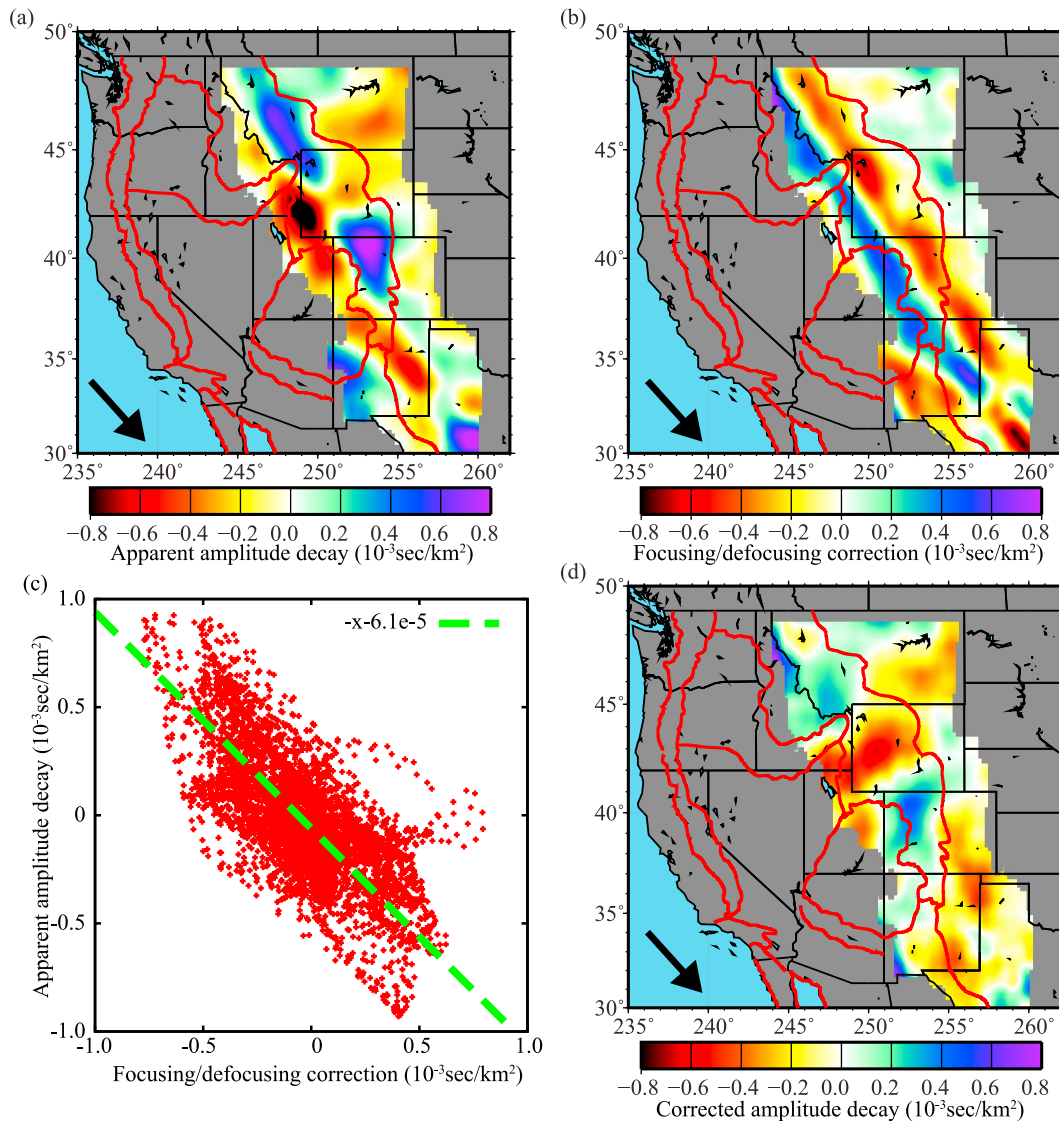 (a)
(b)
50˚
45˚
40˚
35˚
30˚
235 240 245 250 255 260
−0.8 −0.6 −0.4 −0.2 0.0 0.2 0.4 0.6 0.8
Apparent amplitude decay (10⁻³sec/km²)
50˚
45˚
40˚
35˚
30˚
235 240 245 250 255 260
−0.8 −0.6 −0.4 −0.2 0.0 0.2 0.4 0.6 0.8
Focusing/defocusing correction (10⁻³sec/km²)
(c)
1.0
0.5
0
-0.5
-1.0
-x-6.1e-5
Apparent amplitude decay (10⁻³sec/km²)
-1.0 -0.5 0 0.5 1.0
Focusing/defocusing correction (10⁻³sec/km²)
(d)
50˚
45˚
40˚
35˚
30˚
235˚ 240˚ 245˚ 250˚ 255˚ 260˚
−0.8 −0.6 −0.4 −0.2 0.0 0.2 0.4 0.6 0.8
Corrected amplitude decay (10⁻³sec/km²)